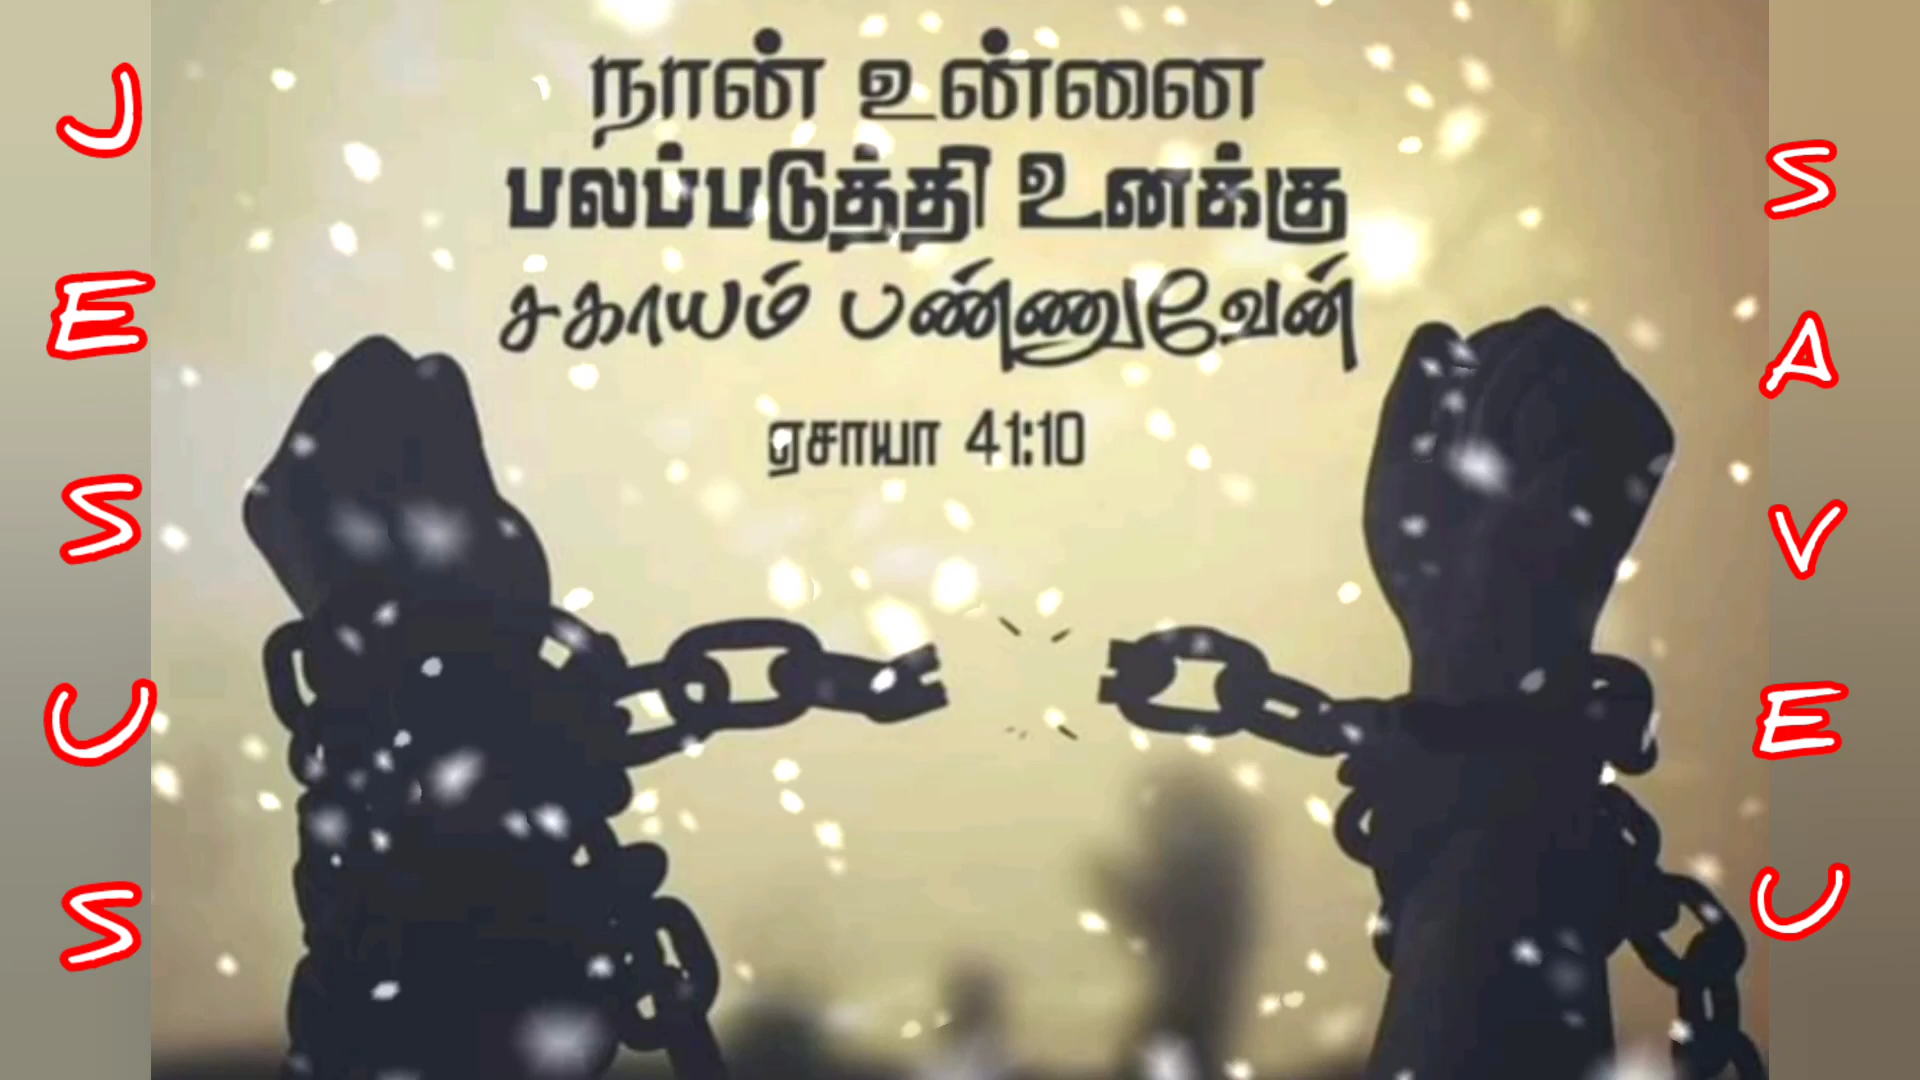 JESUS
நான் உன்னை
பலப்படுத்தி உனக்கு
சகாயம் பண்ணுவேன்
ஏசாயா 41:10
SAVEU